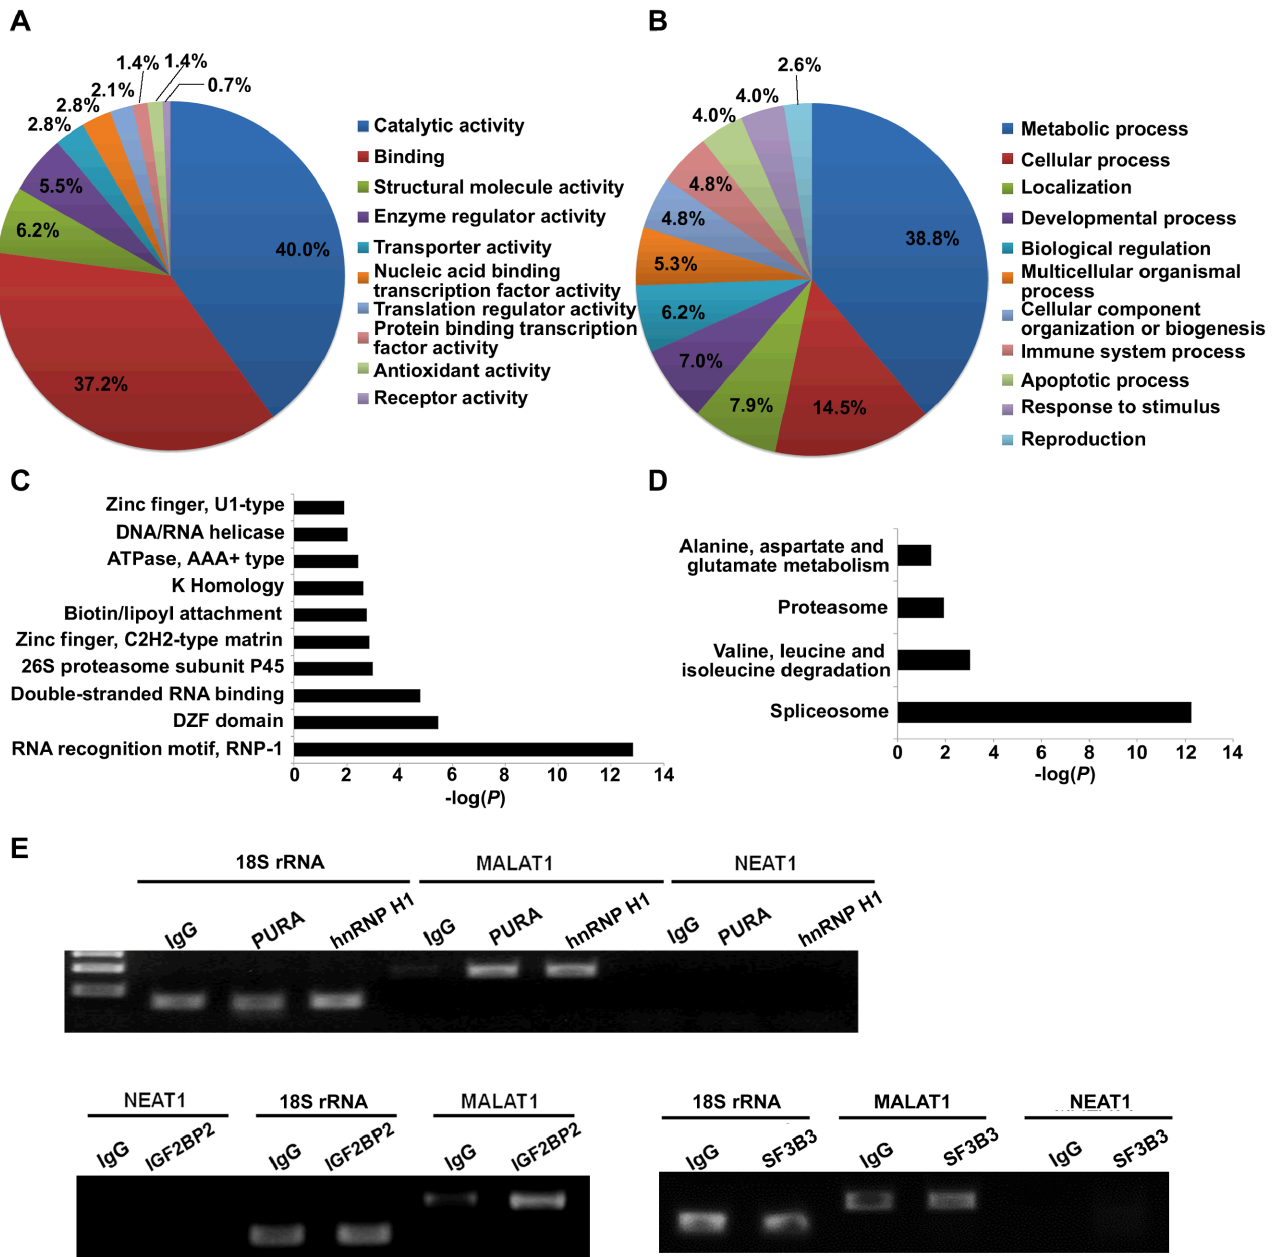 A
B
1.4%
1.4%
0.7%
2.1%
2.8%
2.8%
5.5%
6.2%
40.0%
37.2%
Catalytic activity
Binding
Structural molecule activity
Enzyme regulator activity
Transporter activity
Nucleic acid binding
transcription factor activity
Translation regulator activity
Protein binding transcription
factor activity
Antioxidant activity
Receptor activity
2.6%
4.0%
4.0%
4.8%
4.8%
5.3%
6.2%
7.0%
7.9%
14.5%
38.8%
Metabolic process
Cellular process
Localization
Developmental process
Biological regulation
Multicellular organismal
process
Cellular component
organization or biogenesis
Immune system process
Apoptotic process
Response to stimulus
Reproduction
C
Zinc finger, U1-type
DNA/RNA helicase
ATPase, AAA+ type
K Homology
Biotin/lipoyl attachment
Zinc finger, C2H2-type matrin
26S proteasome subunit P45
Double-stranded RNA binding
DZF domain
RNA recognition motif, RNP-1
0 2 4 6 8 10 12 14
-log(P)
D
Alanine, aspartate and
glutamate metabolism
Proteasome
Valine, leucine and
isoleucine degradation
Spliceosome
0 2 4 6 8 10 12 14
-log(P)
E
18S rRNA MALAT1 NEAT1
IgG PURA hnRNP H1 IgG PURA hnRNP H1 IgG PURA hnRNP H1
NEAT1 18S rRNA MALAT1
IgG IGF2BP2 IgG IGF2BP2 IgG IGF2BP2
18S rRNA MALAT1 NEAT1
IgG SF3B3 IgG SF3B3 IgG SF3B3